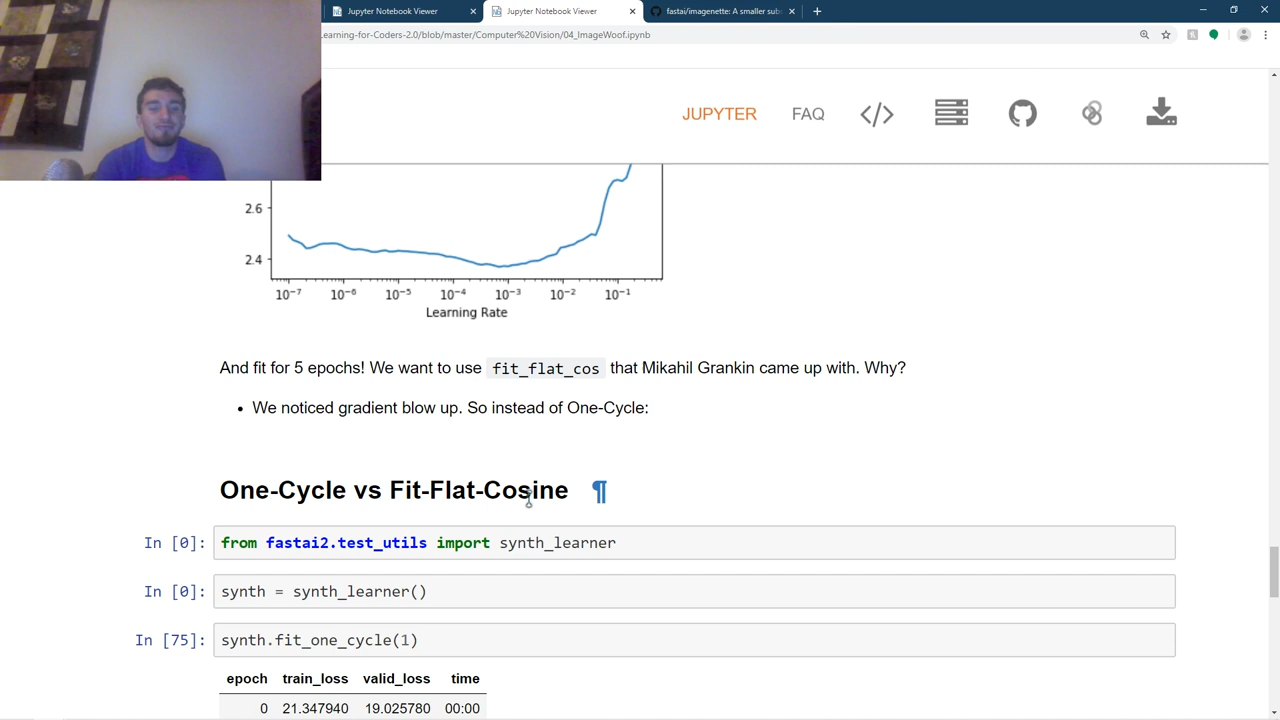 Jupyter Notebook Viewer
Jupyter Notebook Viewer
fastai/imagenette: A smaller sub
earning-for-Coders-2.0/blob/master/Computer%20Vision/04_ImageWoof.ipynb
JUPYTER
FAQ
2.6
2.4
10⁻⁷ 10⁻⁶ 10⁻⁵ 10⁻⁴ 10⁻³ 10⁻² 10⁻¹
Learning Rate
And fit for 5 epochs! We want to use fit_flat_cos that Mikahil Grankin came up with. Why?
• We noticed gradient blow up. So instead of One-Cycle:
One-Cycle vs Fit-Flat-Cosine ¶
In [0]: from fastai2.test_utils import synth_learner
In [0]: synth = synth_learner()
In [75]: synth.fit_one_cycle(1)
epoch train_loss valid_loss time
0 21.347940 19.025780 00:00